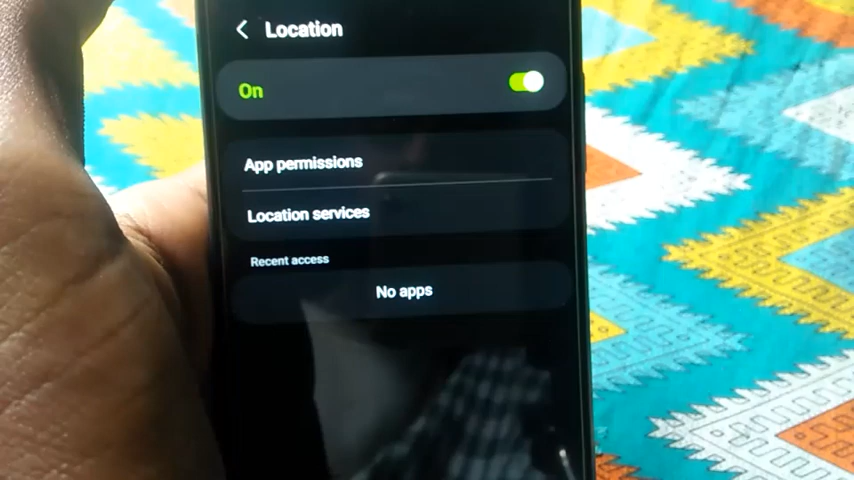 Location
On
App permissions
Location services
Recent access
No apps